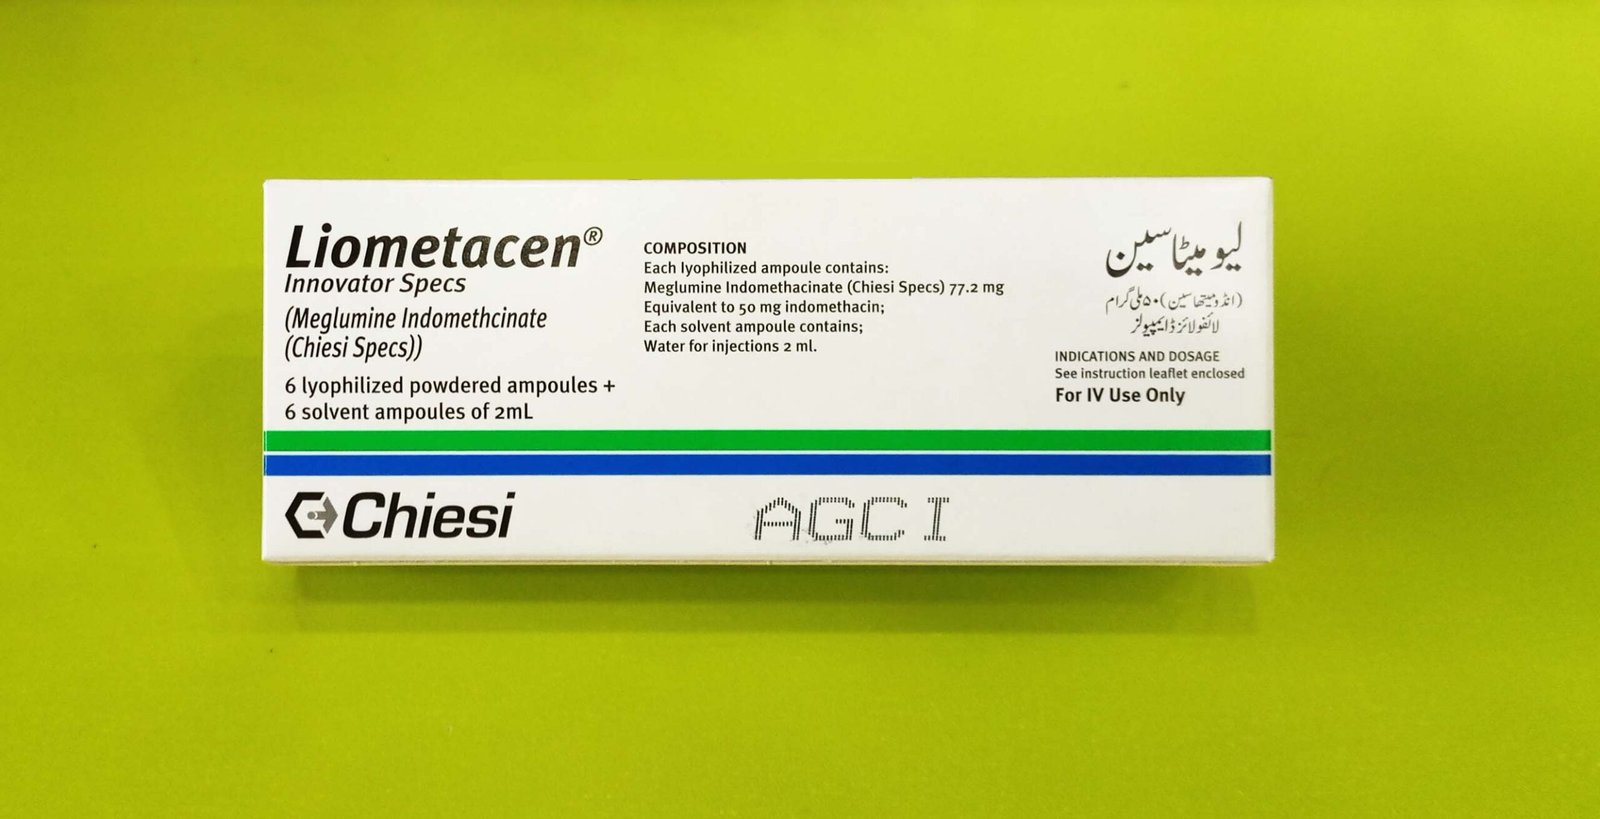 Liometacen®
Innovator Specs
(Meglumine Indomethcinate
(Chiesi Specs))
6 lyophilized powdered ampoules +
6 solvent ampoules of 2mL
COMPOSITION
Each lyophilized ampoule contains:
Meglumine Indomethacinate (Chiesi Specs) 77.2 mg
Equivalent to 50 mg indomethacin;
Each solvent ampoule contains;
Water for injections 2 ml.
لیو میٹاسین
(انڈومیتھاسین) ۵۰ ملی گرام
لائفولائزڈ ایمپیولز
INDICATIONS AND DOSAGE
See instruction leaflet enclosed
For IV Use Only
Chiesi
AGCI